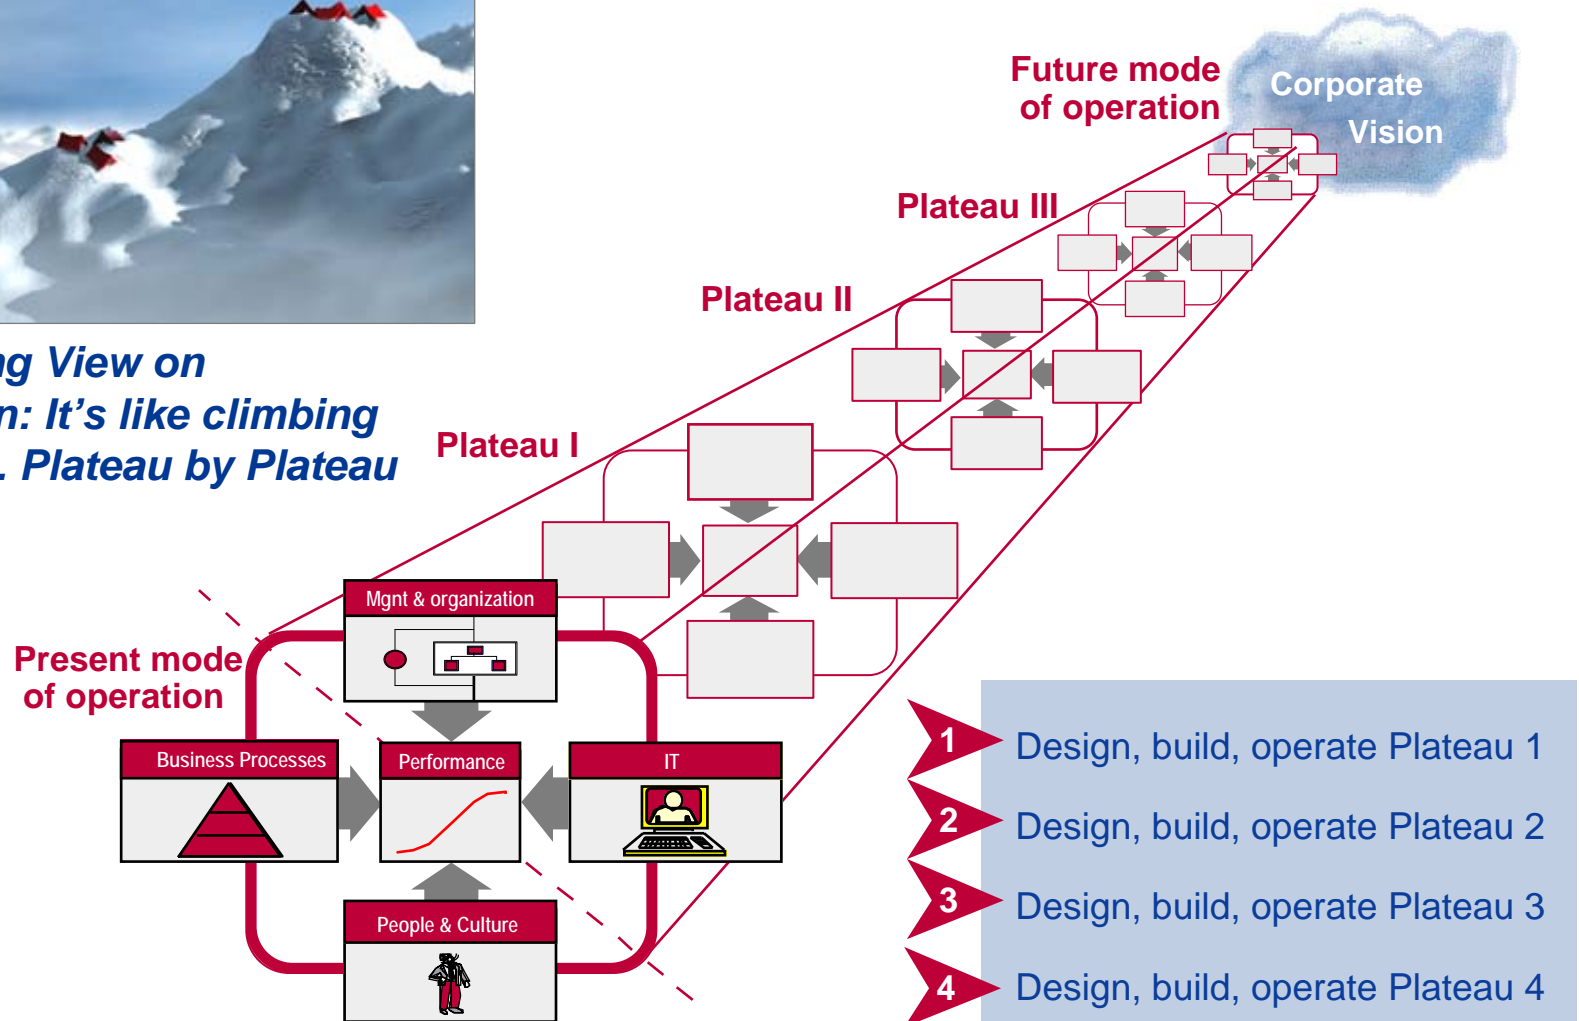 Future mode
of operation
Corporate
Vision
Plateau III
Plateau II
Plateau I
View on
It's like climbing
. Plateau by Plateau
Present mode
of operation
Mgnt & organization
Business Processes
Performance
IT
People & Culture
1 Design, build, operate Plateau 1
2 Design, build, operate Plateau 2
3 Design, build, operate Plateau 3
4 Design, build, operate Plateau 4